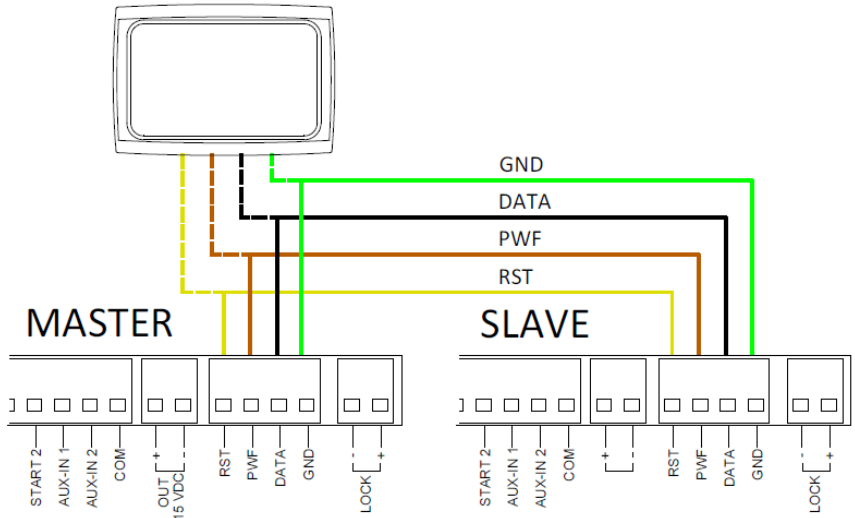 GND
DATA
PWF
RST
MASTER
SLAVE
START 2
AUX-IN 1
AUX-IN 2
COM
+
-
OUT
15 VDC
RST
PWF
DATA
GND
-
+
LOCK
START 2
AUX-IN 1
AUX-IN 2
COM
+
-
RST
PWF
DATA
GND
-
+
LOCK